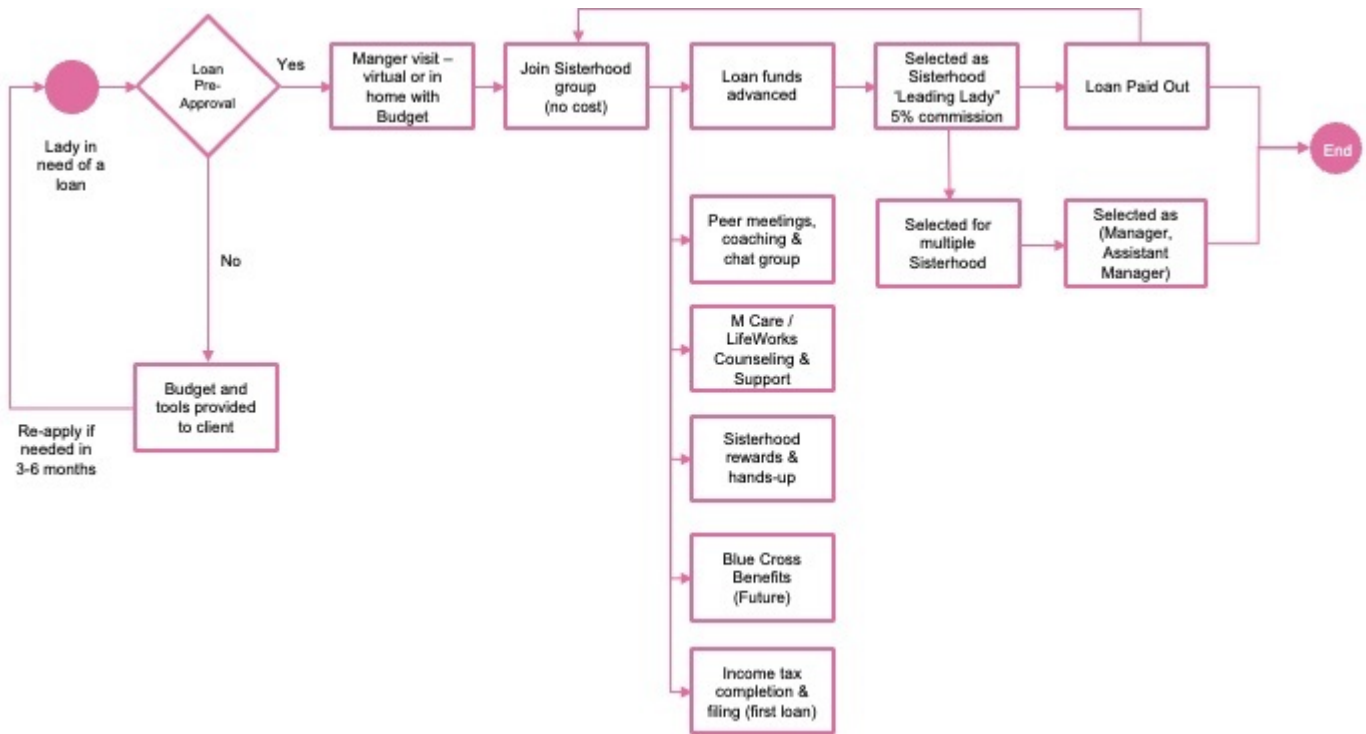 Lady in
need of a
loan
Loan
Pre-
Approval
Yes
No
Manger visit –
virtual or in
home with
Budget
Join Sisterhood
group
(no cost)
Loan funds
advanced
Selected as
Sisterhood
"Leading Lady"
5% commission
Loan Paid Out
End
Selected for
multiple
Sisterhood
Selected as
(Manager,
Assistant
Manager)
Peer meetings,
coaching &
chat group
M Care /
LifeWorks
Counseling &
Support
Budget and
tools provided
to client
Re-apply if
needed in
3-6 months
Sisterhood
rewards &
hands-up
Blue Cross
Benefits
(Future)
Income tax
completion &
filing (first loan)